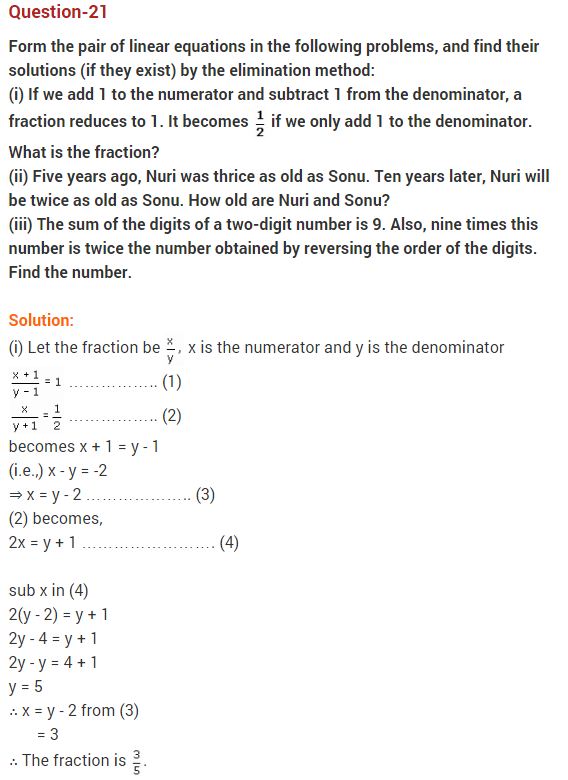 Question-21
Form the pair of linear equations in the following problems, and find their
solutions (if they exist) by the elimination method:
(i) If we add 1 to the numerator and subtract 1 from the denominator, a
fraction reduces to 1. It becomes 1/2 if we only add 1 to the denominator.
What is the fraction?
(ii) Five years ago, Nuri was thrice as old as Sonu. Ten years later, Nuri will
be twice as old as Sonu. How old are Nuri and Sonu?
(iii) The sum of the digits of a two-digit number is 9. Also, nine times this
number is twice the number obtained by reversing the order of the digits.
Find the number.
Solution:
(i) Let the fraction be x/y, x is the numerator and y is the denominator
(x + 1)/(y - 1) = 1 ................ (1)
x/(y + 1) = 1/2 ................ (2)
becomes x + 1 = y - 1
(i.e.,) x - y = -2
⇒ x = y - 2 .................... (3)
(2) becomes,
2x = y + 1 ......................... (4)
sub x in (4)
2(y - 2) = y + 1
2y - 4 = y + 1
2y - y = 4 + 1
y = 5
∴ x = y - 2 from (3)
= 3
∴ The fraction is 3/5.